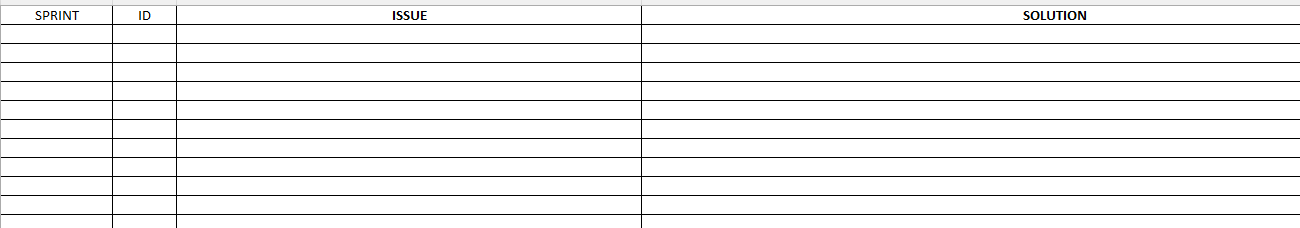 SPRINT ID ISSUE SOLUTION